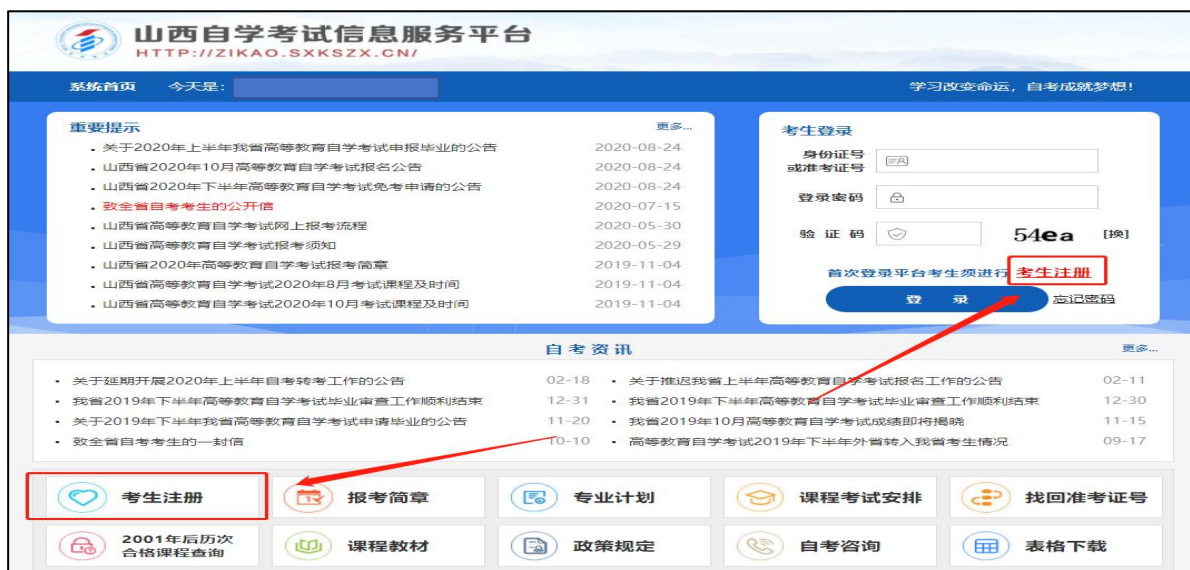 山西自学考试信息服务平台
HTTP://ZIKAO.SXKSZX.CN/
系统首页 今天是: 学习改变命运，自考成就梦想!
重要提示 更多...
关于2020年上半年我省高等教育自学考试申报毕业的公告 2020-08-24
山西省2020年10月高等教育自学考试报名公告 2020-08-24
山西省2020年下半年高等教育自学考试免考申请的公告 2020-08-24
致全省自考考生的公开信 2020-07-15
山西省高等教育自学考试网上报考流程 2020-05-30
山西省高等教育自学考试报考须知 2020-05-29
山西省2020年高等教育自学考试报考简章 2019-11-04
山西省高等教育自学考试2020年8月考试课程及时间 2019-11-04
山西省高等教育自学考试2020年10月考试课程及时间 2019-11-04
考生登录
身份证号
或准考证号
登录密码
验 证 码 54ea [换]
首次登录平台考生须进行 考生注册
登 录 忘记密码
自考资讯 更多...
关于延期开展2020年上半年自考转考工作的公告 02-18
关于推迟我省上半年高等教育自学考试报名工作的公告 02-11
我省2019年下半年高等教育自学考试毕业审查工作顺利结束 12-31
我省2019年下半年高等教育自学考试毕业审查工作顺利结束 12-30
关于2019年下半年我省高等教育自学考试申请毕业的公告 11-20
我省2019年10月高等教育自学考试成绩即将揭晓 11-15
致全省自考考生的一封信 10-10
高等教育自学考试2019年下半年外省转入我省考生情况 09-17
考生注册 报考简章 专业计划 课程考试安排 找回准考证号
2001年后历次
合格课程查询
课程教材 政策规定 自考咨询 表格下载